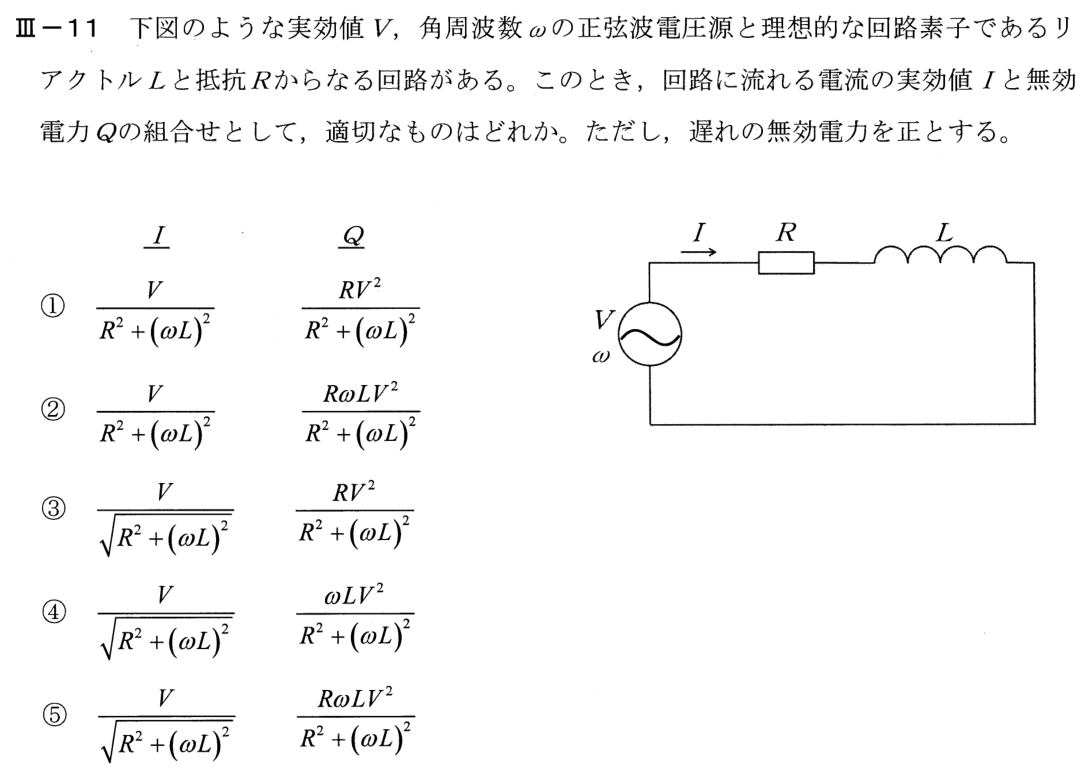 Ⅲ－11　下図のような実効値 V，角周波数 ω の正弦波電圧源と理想的な回路素子であるリ
アクトル L と抵抗 R からなる回路がある。このとき，回路に流れる電流の実効値 I と無効
電力 Q の組合せとして，適切なものはどれか。ただし，遅れの無効電力を正とする。
I　Q
① V / (R² + (ωL)²)　RV² / (R² + (ωL)²)
② V / (R² + (ωL)²)　RωLV² / (R² + (ωL)²)
③ V / √(R² + (ωL)²)　RV² / (R² + (ωL)²)
④ V / √(R² + (ωL)²)　ωLV² / (R² + (ωL)²)
⑤ V / √(R² + (ωL)²)　RωLV² / (R² + (ωL)²)
I　R　L
V
ω